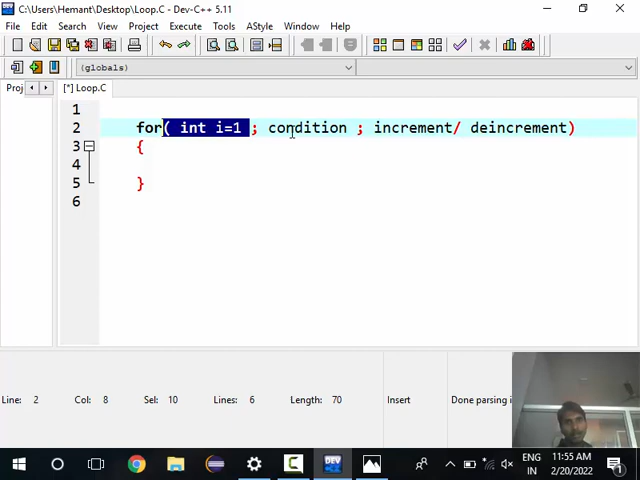 C:\Users\Hemant\Desktop\Loop.C - Dev-C++ 5.11
File Edit Search View Project Execute Tools AStyle Window Help
(globals)
Proj [*] Loop.C
1
2 for( int i=1 ; condition ; increment/ deincrement)
3 {
4
5 }
6
Line: 2 Col: 8 Sel: 10 Lines: 6 Length: 70 Insert Done parsing i
DEV
ENG 11:55 AM
IN 2/20/2022